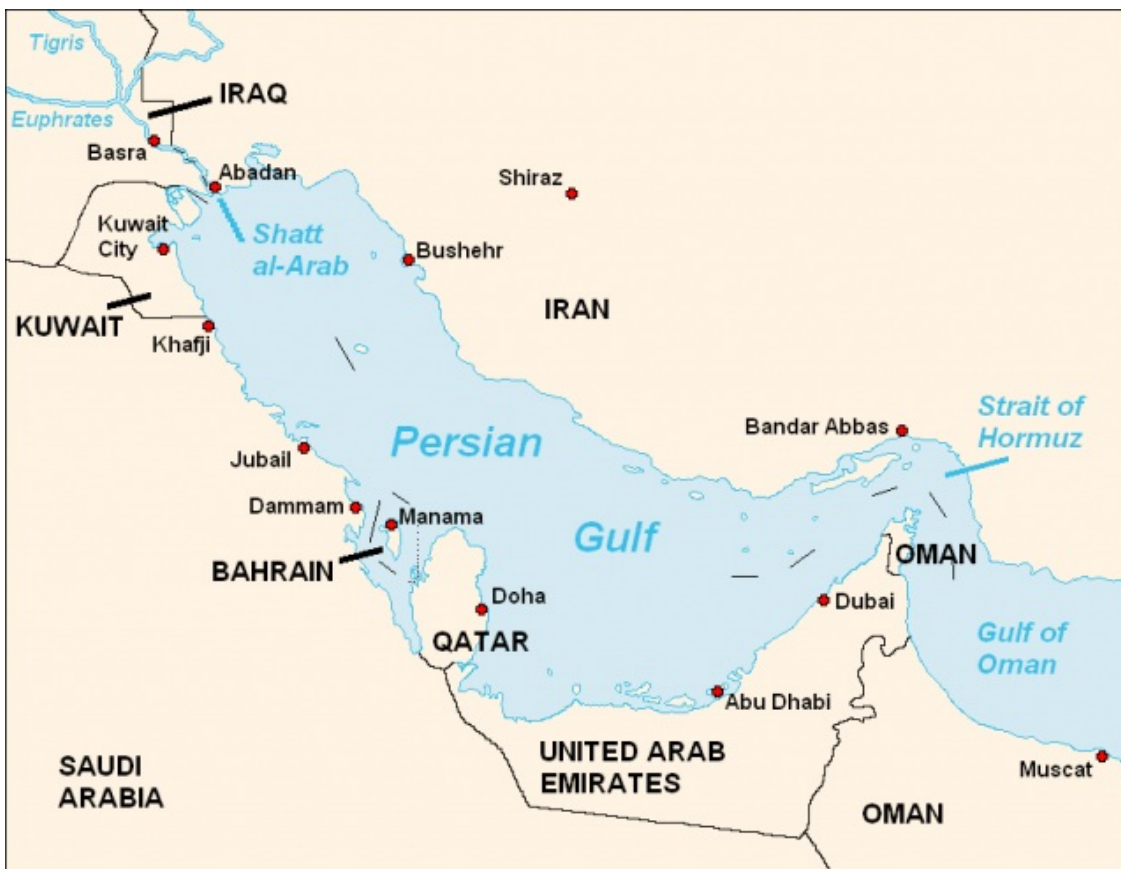 Tigris
IRAQ
Euphrates
Basra
Abadan
Shiraz
Kuwait
City
Shatt
al-Arab
Bushehr
IRAN
KUWAIT
Khafji
Strait of
Hormuz
Bandar Abbas
Persian
Jubail
Dammam
Manama
Gulf
OMAN
BAHRAIN
Doha
Dubai
QATAR
Gulf of
Oman
Abu Dhabi
UNITED ARAB
EMIRATES
SAUDI
ARABIA
Muscat
OMAN